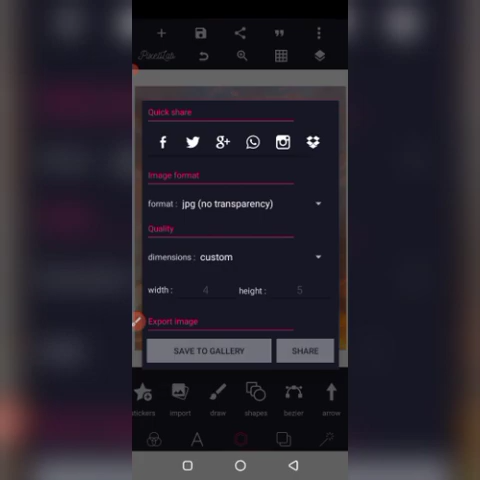 PixelLab
Quick share
Image format
format : jpg (no transparency)
Quality
dimensions : custom
width : 4 height : 5
Export image
SAVE TO GALLERY SHARE
stickers import draw shapes bezier arrow